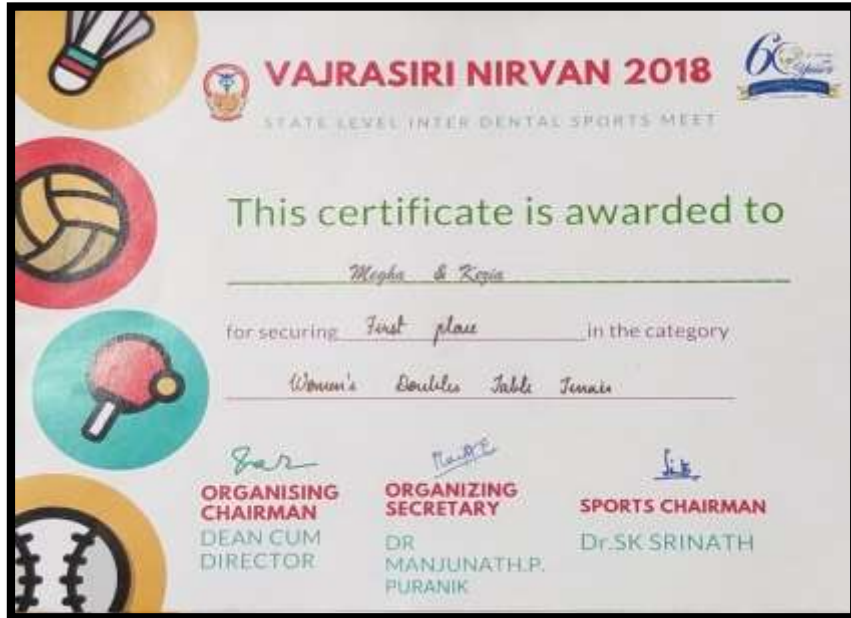 VAJRASIRI NIRVAN 2018
60 Years
STATE LEVEL INTER DENTAL SPORTS MEET
This certificate is awarded to
Megha & Kezia
for securing First place in the category
Women's Doubles Table Tennis
ORGANISING CHAIRMAN
DEAN CUM DIRECTOR
ORGANIZING SECRETARY
DR MANJUNATH.P. PURANIK
SPORTS CHAIRMAN
Dr.SK SRINATH